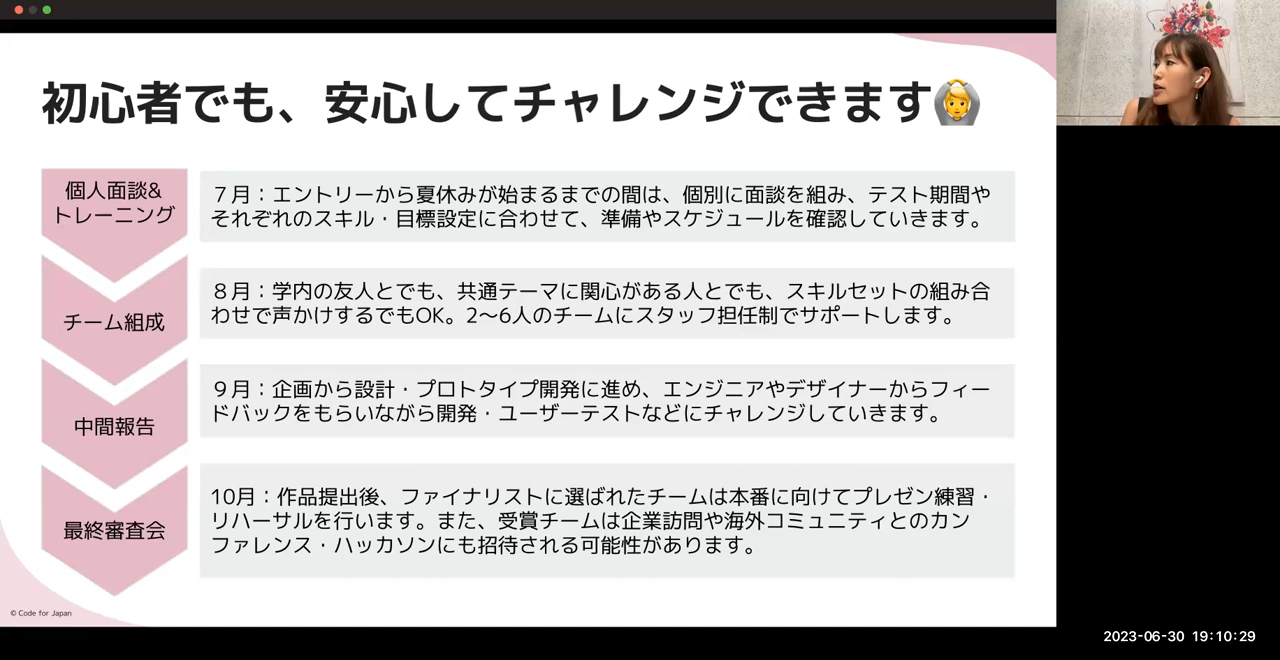 初心者でも、安心してチャレンジできます🙆
個人面談&
トレーニング
７月：エントリーから夏休みが始まるまでの間は、個別に面談を組み、テスト期間や
それぞれのスキル・目標設定に合わせて、準備やスケジュールを確認していきます。
チーム組成
８月：学内の友人とでも、共通テーマに関心がある人とでも、スキルセットの組み合
わせで声かけするでもOK。2〜6人のチームにスタッフ担任制でサポートします。
中間報告
９月：企画から設計・プロトタイプ開発に進め、エンジニアやデザイナーからフィー
ドバックをもらいながら開発・ユーザーテストなどにチャレンジしていきます。
最終審査会
10月：作品提出後、ファイナリストに選ばれたチームは本番に向けてプレゼン練習・
リハーサルを行います。また、受賞チームは企業訪問や海外コミュニティとのカン
ファレンス・ハッカソンにも招待される可能性があります。
© Code for Japan
2023-06-30 19:10:29